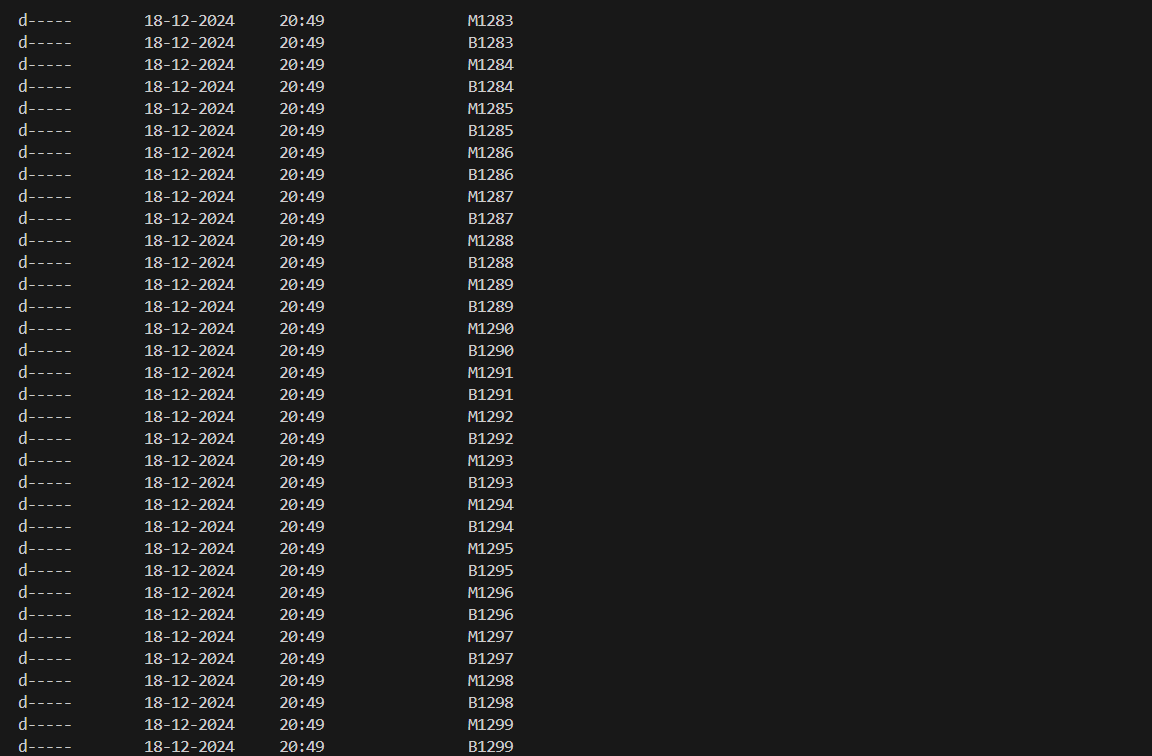 d-----        18-12-2024     20:49                M1283
d-----        18-12-2024     20:49                B1283
d-----        18-12-2024     20:49                M1284
d-----        18-12-2024     20:49                B1284
d-----        18-12-2024     20:49                M1285
d-----        18-12-2024     20:49                B1285
d-----        18-12-2024     20:49                M1286
d-----        18-12-2024     20:49                B1286
d-----        18-12-2024     20:49                M1287
d-----        18-12-2024     20:49                B1287
d-----        18-12-2024     20:49                M1288
d-----        18-12-2024     20:49                B1288
d-----        18-12-2024     20:49                M1289
d-----        18-12-2024     20:49                B1289
d-----        18-12-2024     20:49                M1290
d-----        18-12-2024     20:49                B1290
d-----        18-12-2024     20:49                M1291
d-----        18-12-2024     20:49                B1291
d-----        18-12-2024     20:49                M1292
d-----        18-12-2024     20:49                B1292
d-----        18-12-2024     20:49                M1293
d-----        18-12-2024     20:49                B1293
d-----        18-12-2024     20:49                M1294
d-----        18-12-2024     20:49                B1294
d-----        18-12-2024     20:49                M1295
d-----        18-12-2024     20:49                B1295
d-----        18-12-2024     20:49                M1296
d-----        18-12-2024     20:49                B1296
d-----        18-12-2024     20:49                M1297
d-----        18-12-2024     20:49                B1297
d-----        18-12-2024     20:49                M1298
d-----        18-12-2024     20:49                B1298
d-----        18-12-2024     20:49                M1299
d-----        18-12-2024     20:49                B1299